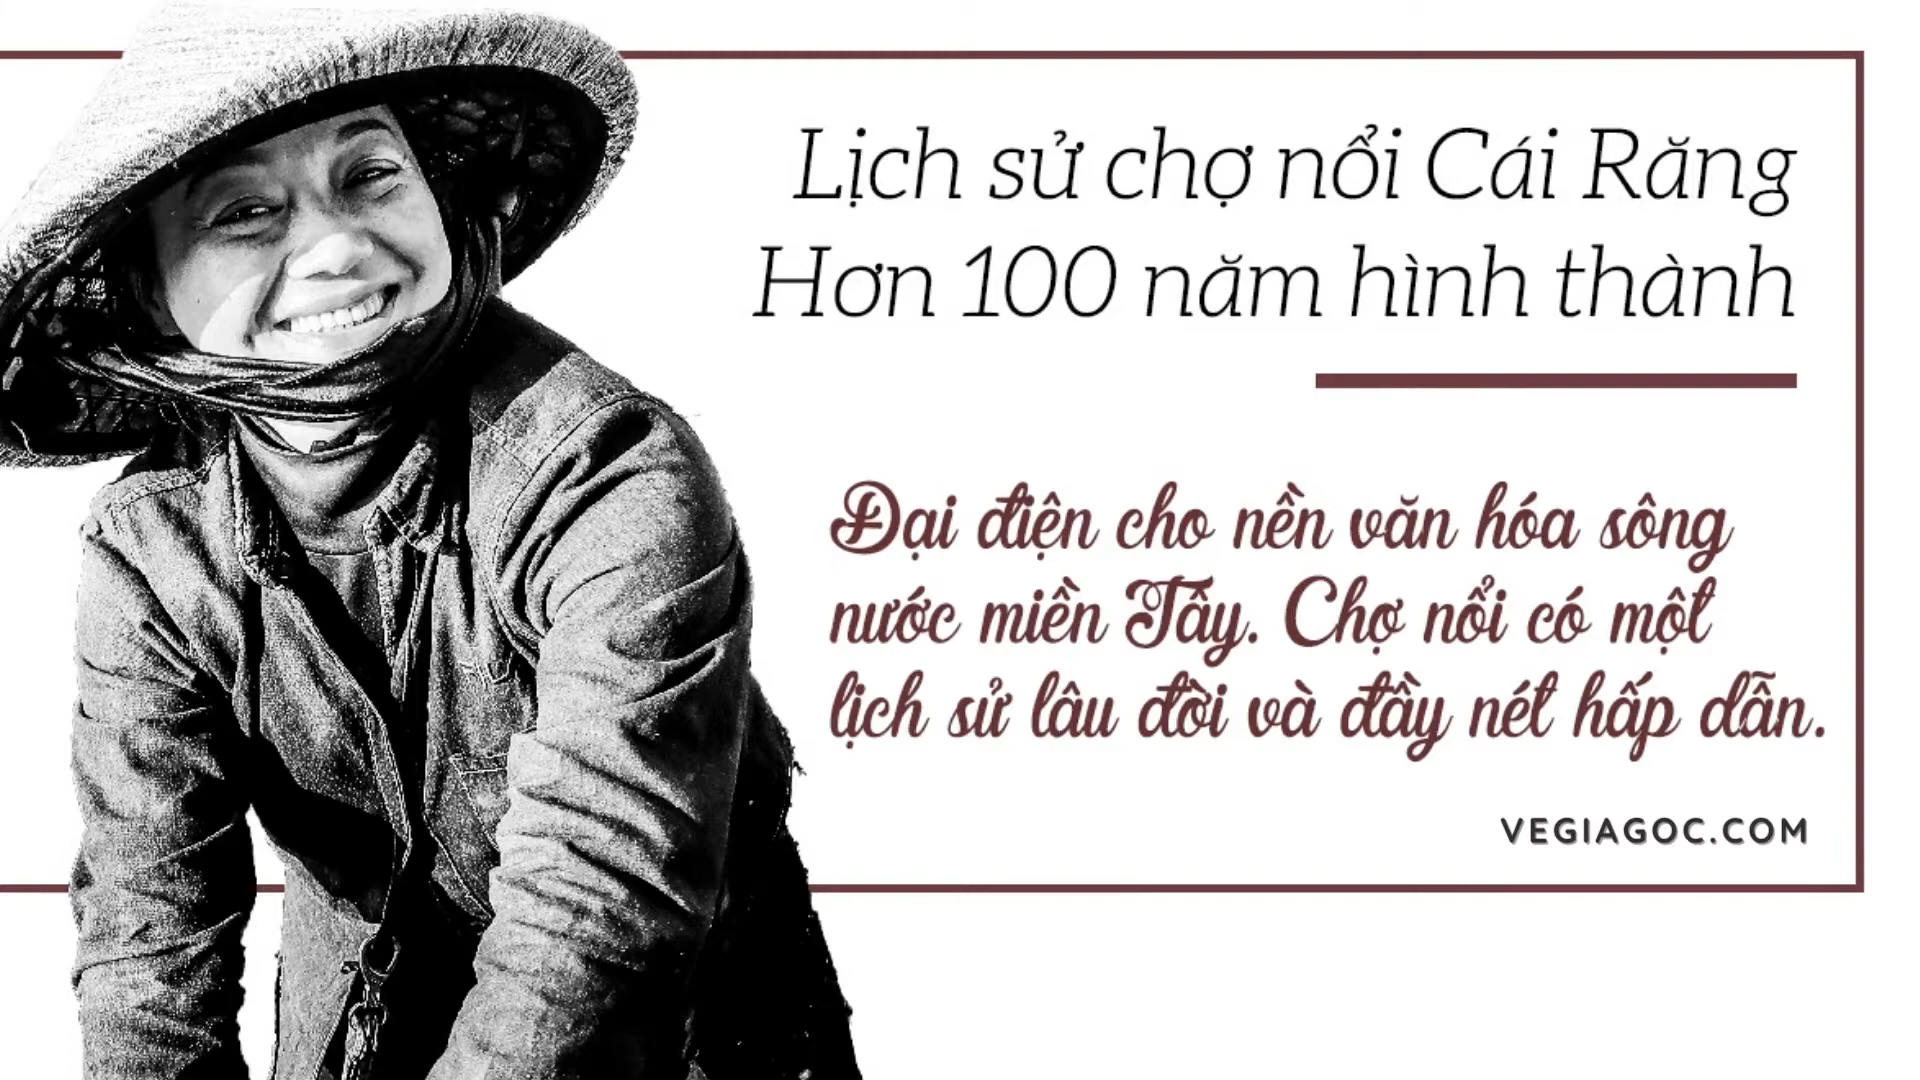 Lịch sử chợ nổi Cái Răng
Hơn 100 năm hình thành
Đại điện cho nền văn hóa sông
nước miền Tây. Chợ nổi có một
lịch sử lâu đời và đầy nét hấp dẫn.
VEGIAGOC.COM